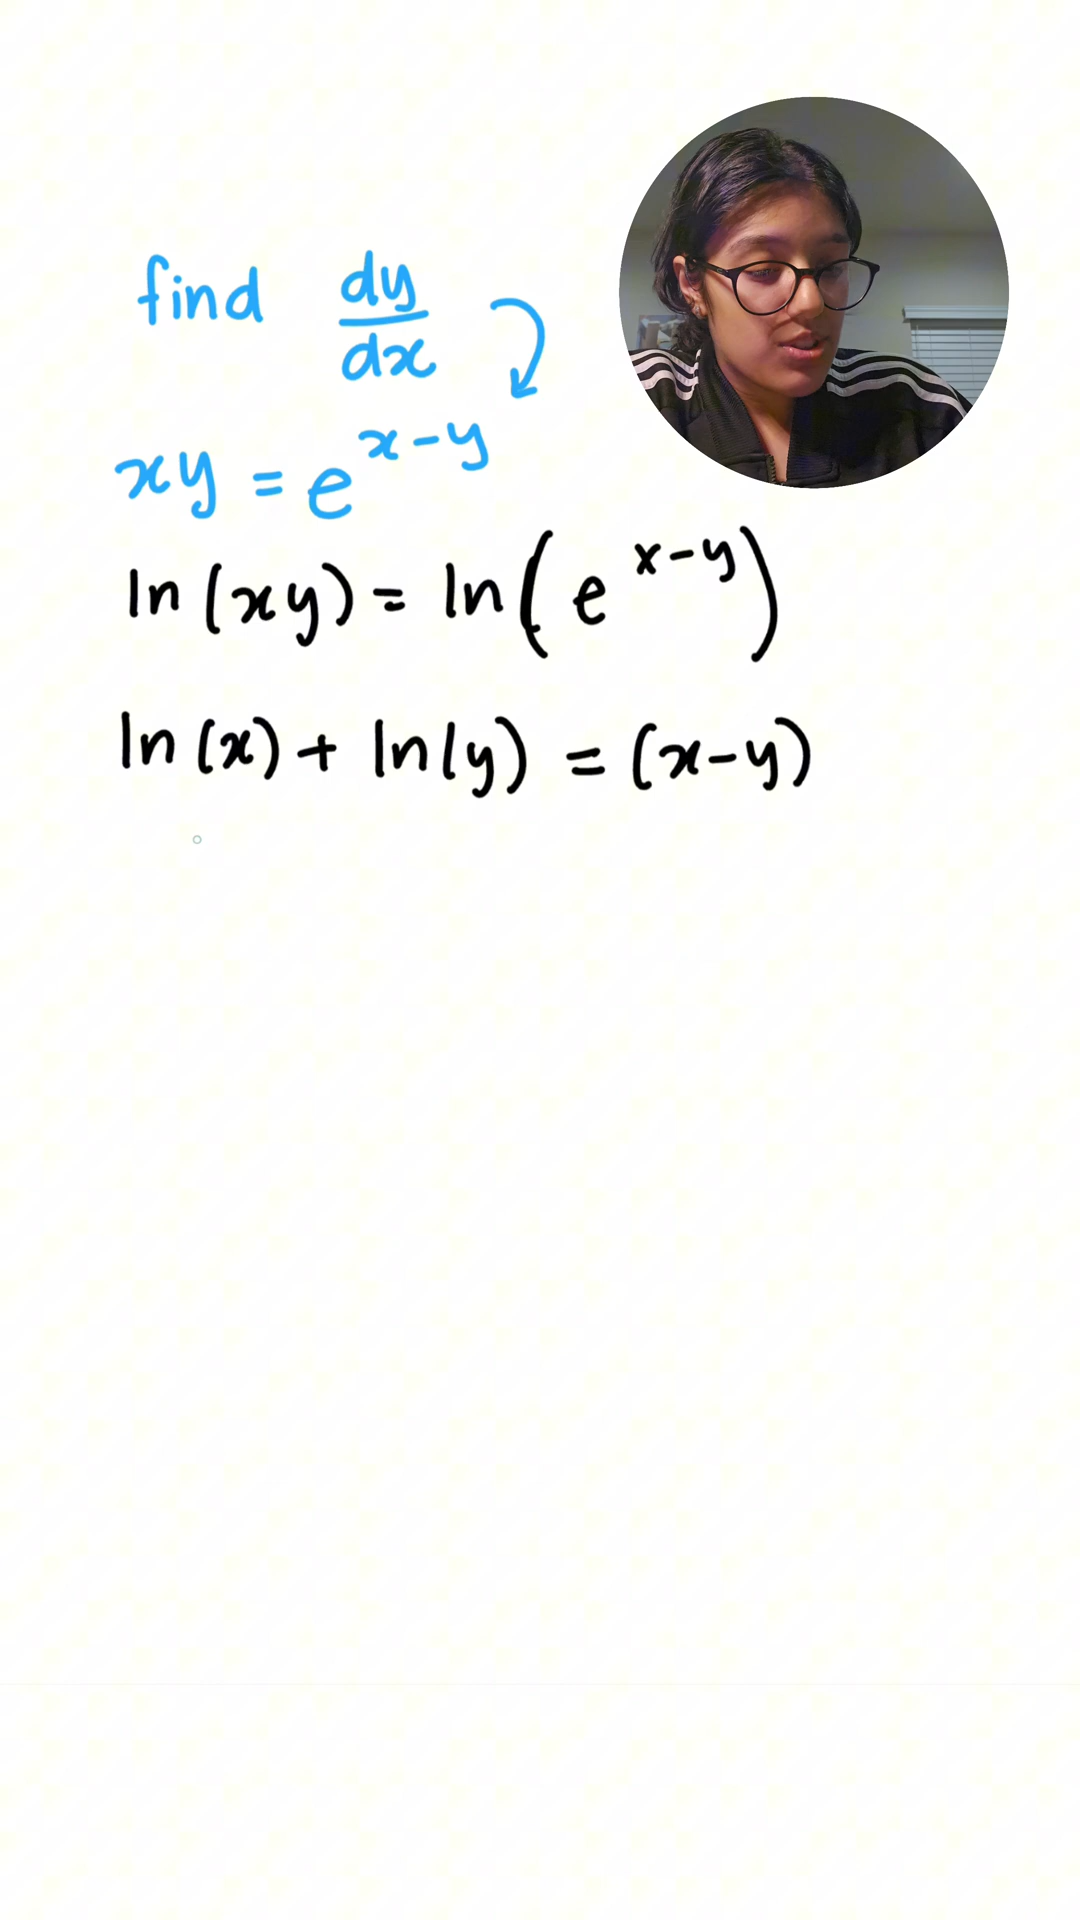 find dy/dx
xy = e^{x-y}
ln(xy) = ln(e^{x-y})
ln(x) + ln(y) = (x-y)